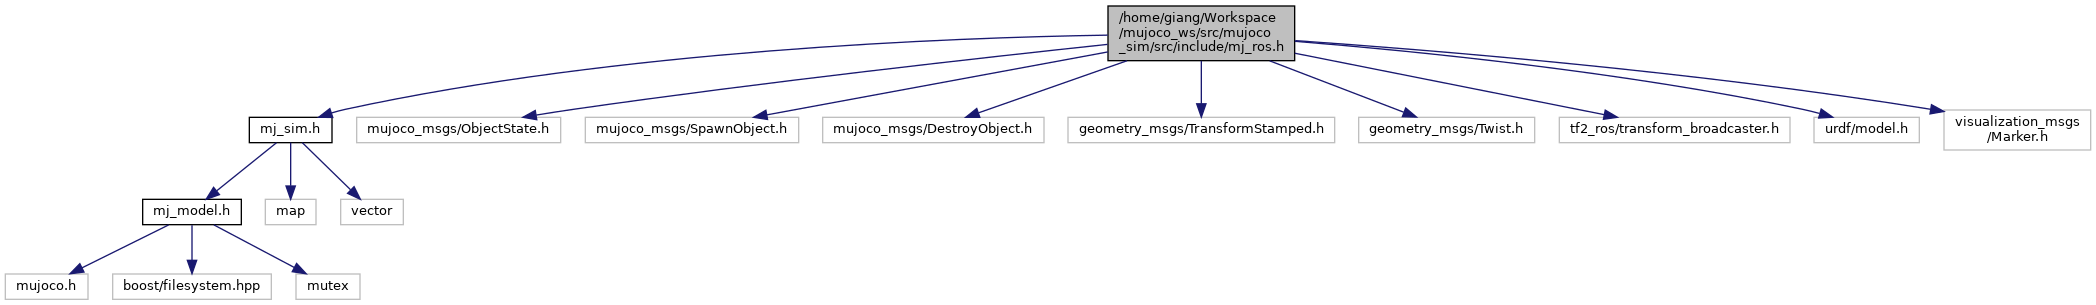 /home/giang/Workspace
/mujoco_ws/src/mujoco
_sim/src/include/mj_ros.h
mj_sim.h
mujoco_msgs/ObjectState.h
mujoco_msgs/SpawnObject.h
mujoco_msgs/DestroyObject.h
geometry_msgs/TransformStamped.h
geometry_msgs/Twist.h
tf2_ros/transform_broadcaster.h
urdf/model.h
visualization_msgs
/Marker.h
mj_model.h
map
vector
mujoco.h
boost/filesystem.hpp
mutex